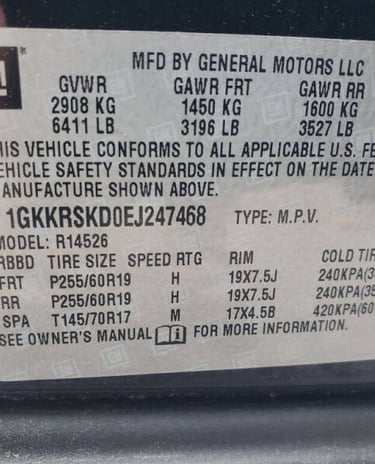 MFD BY GENERAL MOTORS LLC
GVWR GAWR FRT GAWR RR
2908 KG 1450 KG 1600 KG
6411 LB 3196 LB 3527 LB
HIS VEHICLE CONFORMS TO ALL APPLICABLE U.S. FE
EHICLE SAFETY STANDARDS IN EFFECT ON THE DATE
ANUFACTURE SHOWN ABOVE.
1GKKRSKD0EJ247468 TYPE: M.P.V.
MODEL: R14526
RBBD TIRE SIZE SPEED RTG RIM COLD TI
FRT P255/60R19 H 19X7.5J 240KPA(35
RR P255/60R19 H 19X7.5J 240KPA(35
SPA T145/70R17 M 17X4.5B 420KPA(60
SEE OWNER'S MANUAL FOR MORE INFORMATION.